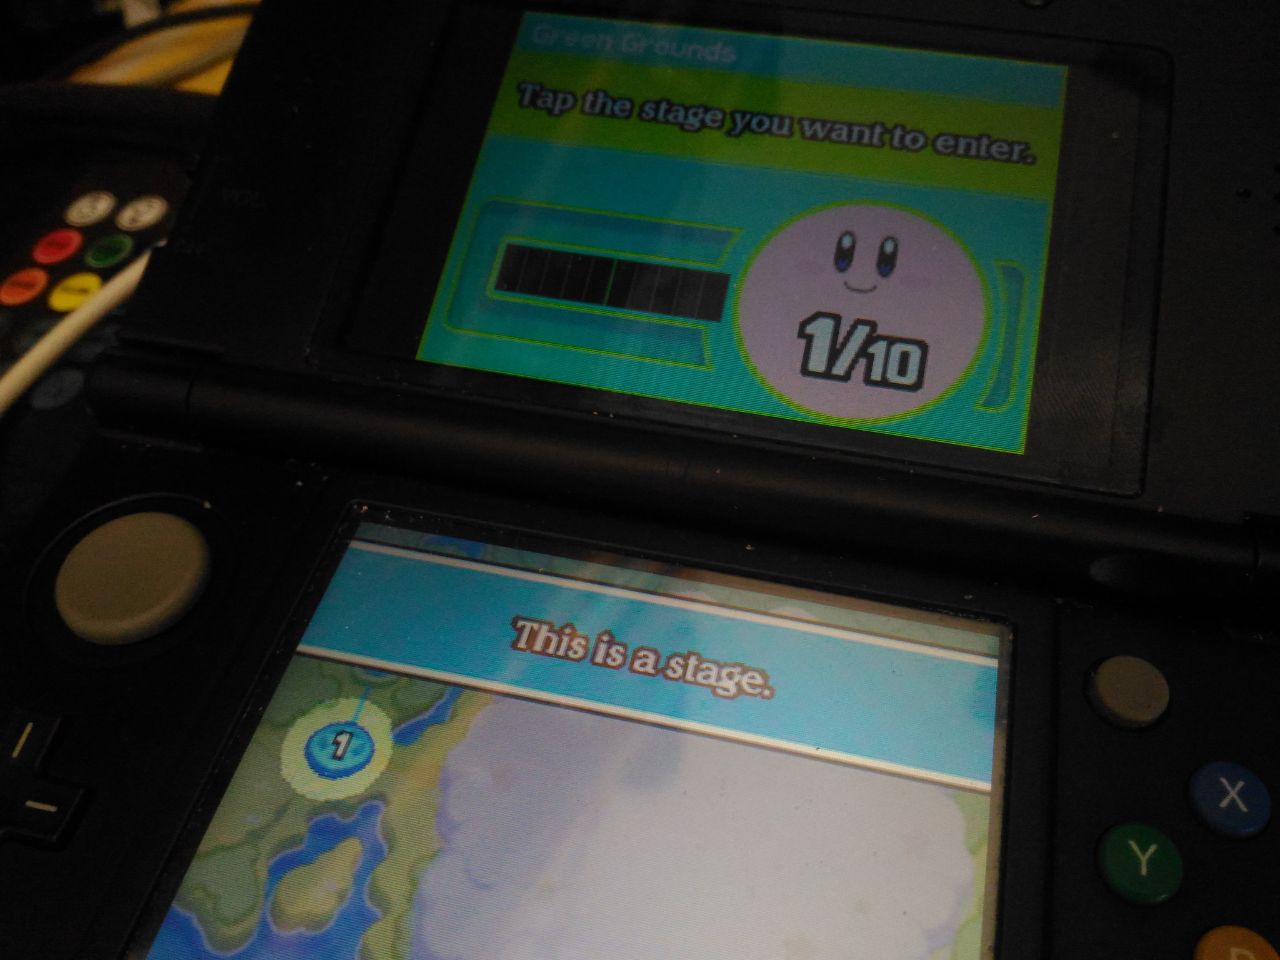 Green Grounds
Tap the stage you want to enter.
1/10
This is a stage.
1
X
Y